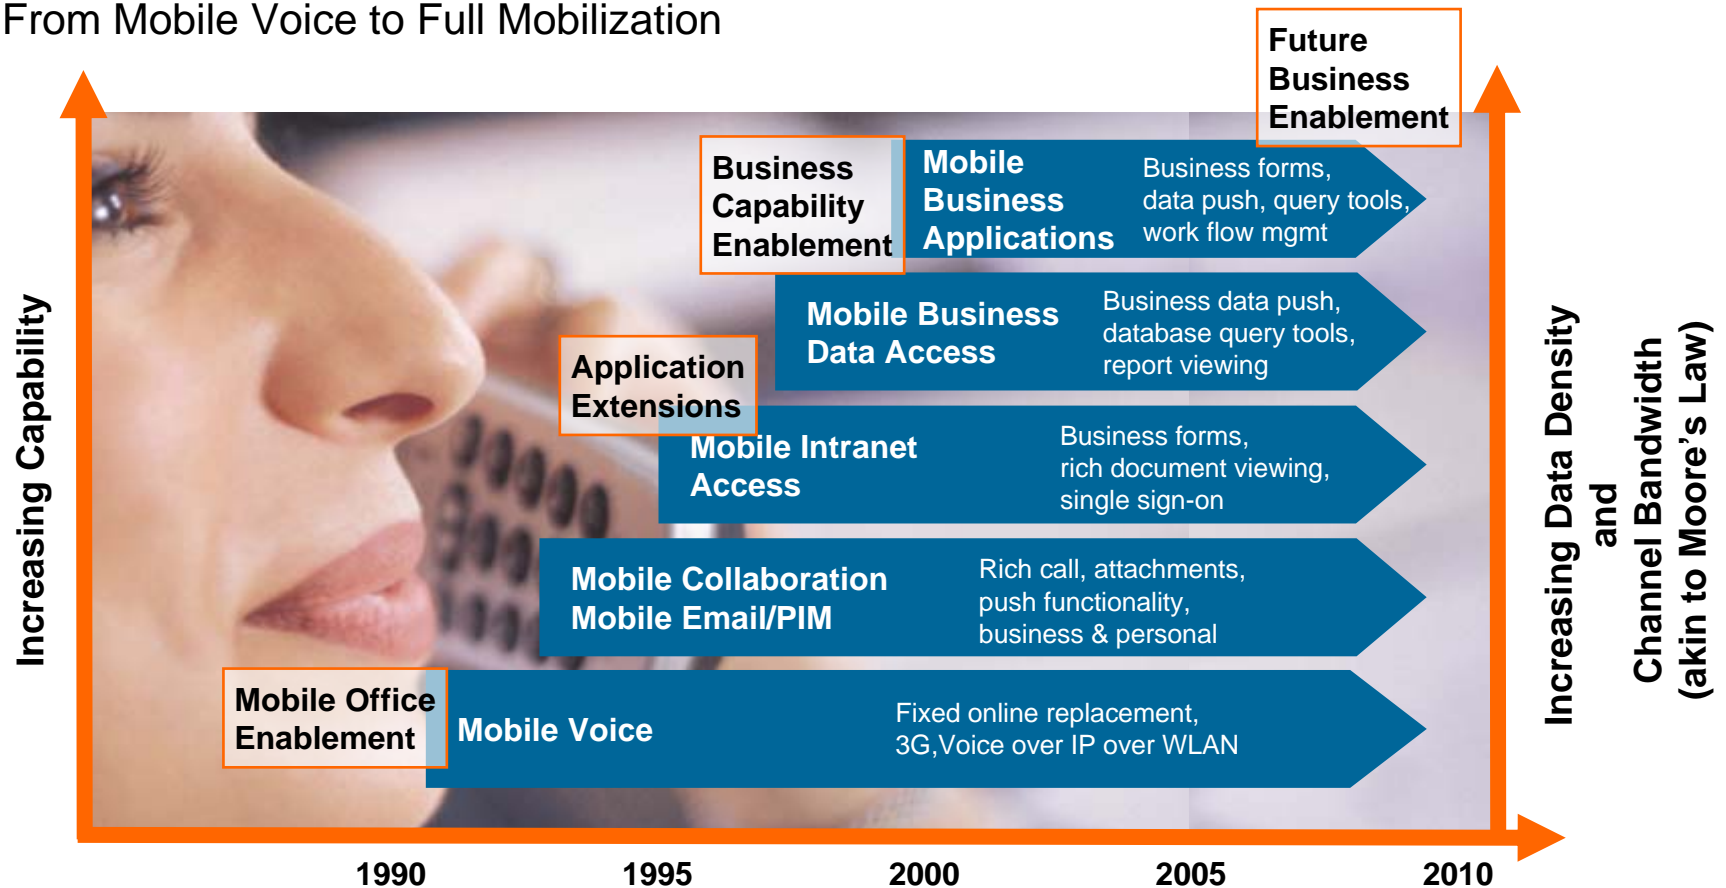 From Mobile Voice to Full Mobilization
Future
Business
Enablement
Business
Capability
Enablement
Mobile
Business
Applications
Business forms,
data push, query tools,
work flow mgmt
Mobile Business
Data Access
Business data push,
database query tools,
report viewing
Application
Extensions
Mobile Intranet
Access
Business forms,
rich document viewing,
single sign-on
Mobile Collaboration
Mobile Email/PIM
Rich call, attachments,
push functionality,
business & personal
Mobile Office
Enablement
Mobile Voice
Fixed online replacement,
3G,Voice over IP over WLAN
Increasing Capability
Increasing Data Density
and
Channel Bandwidth
(akin to Moore’s Law)
1990 1995 2000 2005 2010